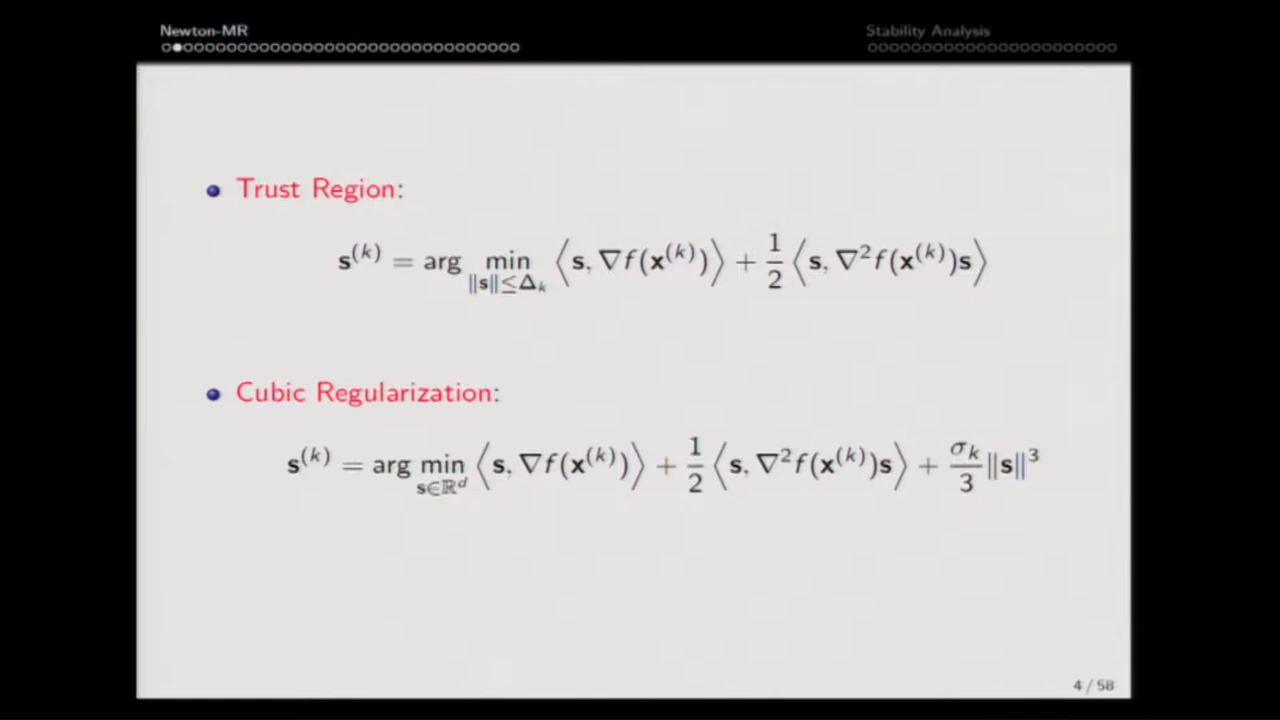 Newton-MR
Stability Analysis
Trust Region:
s^(k) = arg min_{‖s‖≤Δ_k} ⟨s, ∇f(x^(k))⟩ + 1/2 ⟨s, ∇²f(x^(k))s⟩
Cubic Regularization:
s^(k) = arg min_{s∈ℝ^d} ⟨s, ∇f(x^(k))⟩ + 1/2 ⟨s, ∇²f(x^(k))s⟩ + σ_k/3 ‖s‖³
4 / 58